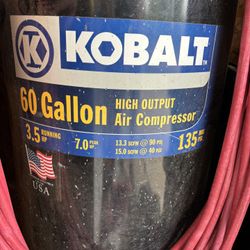 K KOBALT™
60 Gallon HIGH OUTPUT
Air Compressor
3.5 RUNNING HP 7.0 PEAK HP 13.3 SCFM @ 90 PSI
15.0 SCFM @ 40 PSI 135 MAX PSI
USA